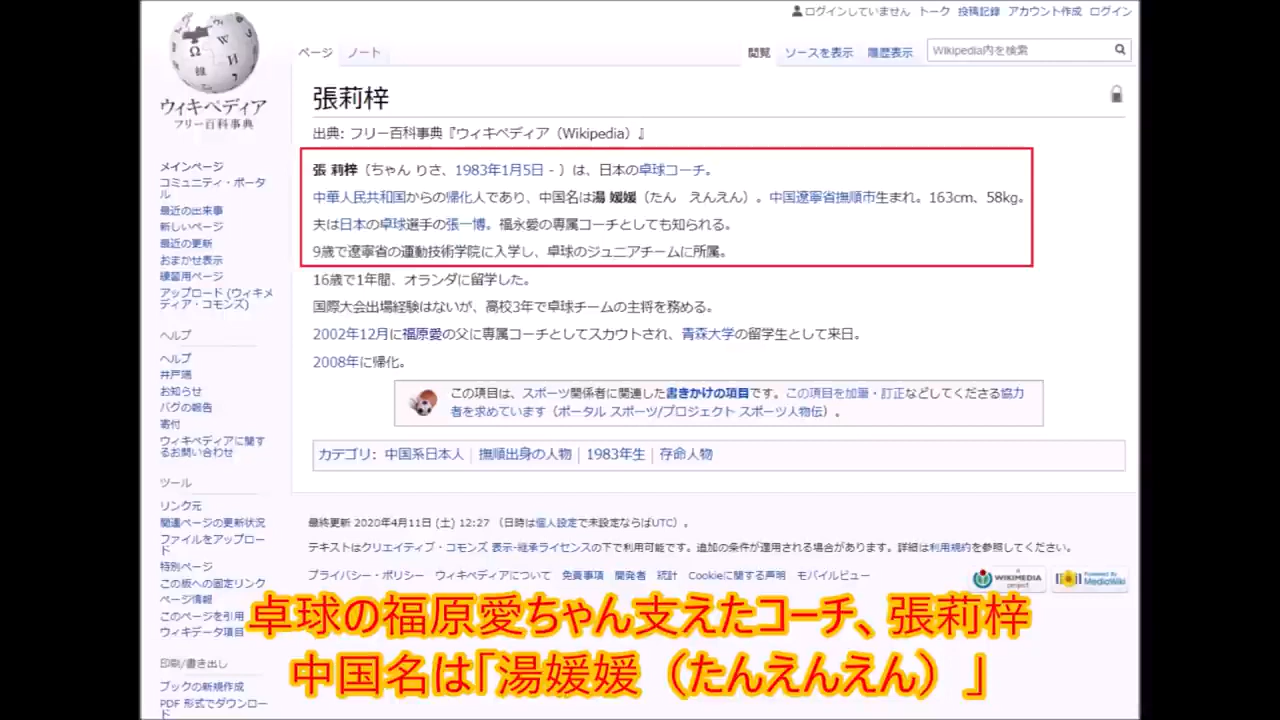 ログインしていません トーク 投稿記録 アカウント作成 ログイン
ページ ノート 閲覧 ソースを表示 履歴表示 Wikipedia内を検索
ウィキペディア
フリー百科事典
張莉梓
出典: フリー百科事典『ウィキペディア（Wikipedia）』
張 莉梓（ちゃん りさ、1983年1月5日 - ）は、日本の卓球コーチ。
中華人民共和国からの帰化人であり、中国名は湯 媛媛（たん えんえん）。中国遼寧省撫順市生まれ。163cm、58kg。
夫は日本の卓球選手の張一博。福永愛の専属コーチとしても知られる。
9歳で遼寧省の運動技術学院に入学し、卓球のジュニアチームに所属。
16歳で1年間、オランダに留学した。
国際大会出場経験はないが、高校3年で卓球チームの主将を務める。
2002年12月に福原愛の父に専属コーチとしてスカウトされ、青森大学の留学生として来日。
2008年に帰化。
この項目は、スポーツ関係者に関連した書きかけの項目です。この項目を加筆・訂正などしてくださる協力
者を求めています（ポータル スポーツ/プロジェクト スポーツ人物伝）。
カテゴリ: 中国系日本人 | 撫順出身の人物 | 1983年生 | 存命人物
最終更新 2020年4月11日 (土) 12:27 （日時は個人設定で未設定ならばUTC）。
テキストはクリエイティブ・コモンズ 表示-継承ライセンスの下で利用可能です。追加の条件が適用される場合があります。詳細は利用規約を参照してください。
プライバシー・ポリシー ウィキペディアについて 免責事項 開発者 統計 Cookieに関する声明 モバイルビュー
A WIKIMEDIA project
Powered By MediaWiki
メインページ
コミュニティ・ポータ
ル
最近の出来事
新しいページ
最近の更新
おまかせ表示
練習用ページ
アップロード (ウィキメ
ディア・コモンズ)
ヘルプ
ヘルプ
井戸端
お知らせ
バグの報告
寄付
ウィキペディアに関す
るお問い合わせ
ツール
リンク元
関連ページの更新状況
ファイルをアップロー
ド
特別ページ
この版への固定リンク
ページ情報
このページを引用
ウィキデータ項目
印刷/書き出し
ブックの新規作成
PDF 形式でダウンロー
ド
卓球の福原愛ちゃん支えたコーチ、張莉梓
中国名は「湯媛媛（たんえんえん）」